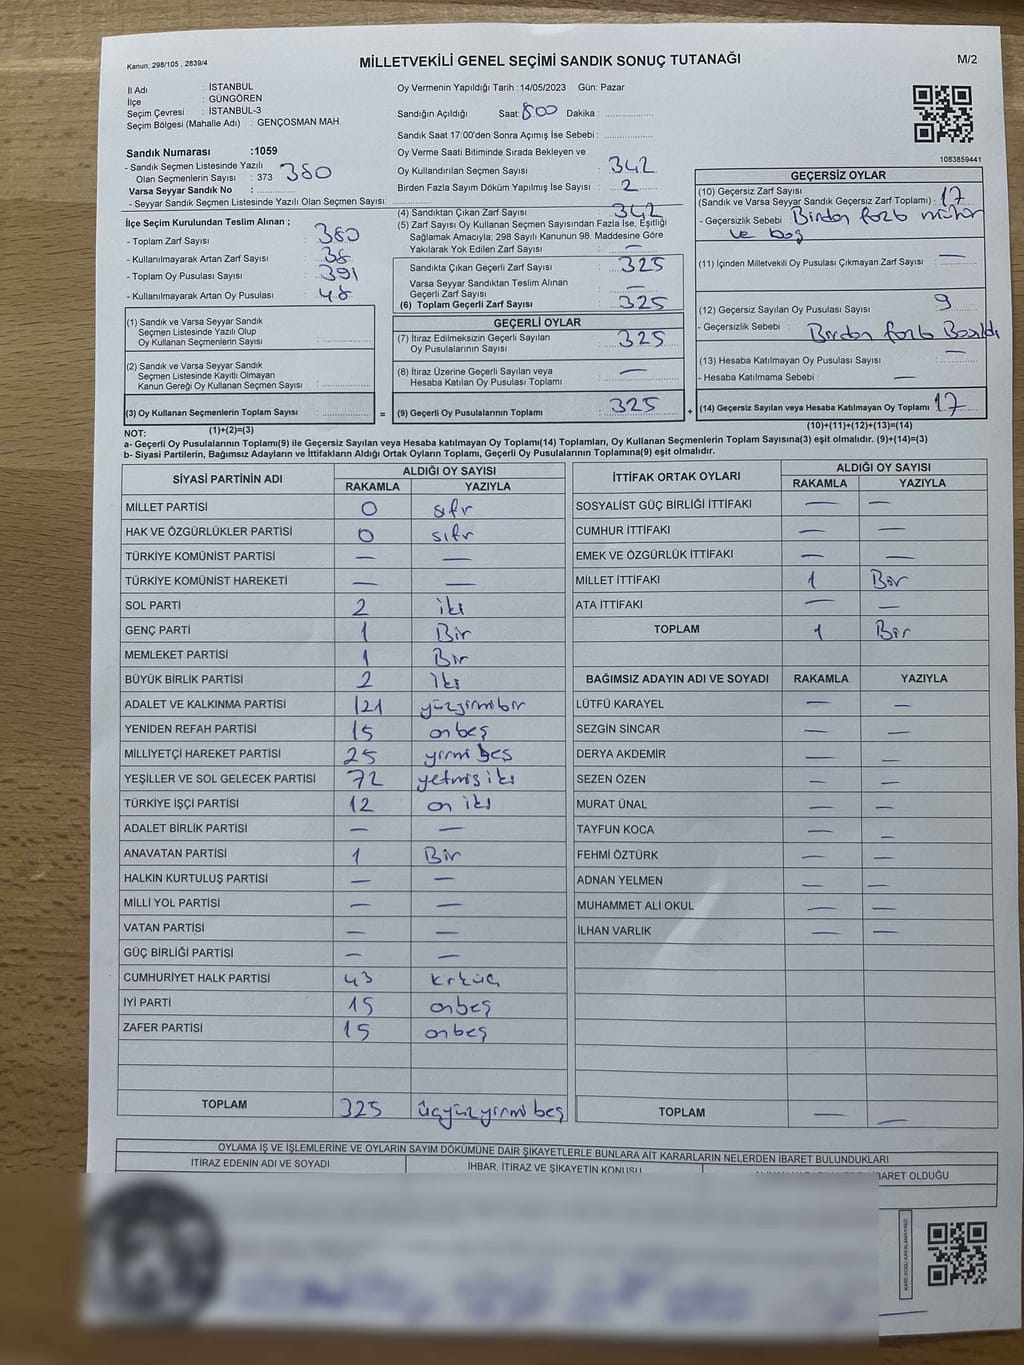 Kanun: 298/105 , 2839/4
MİLLETVEKİLİ GENEL SEÇİMİ SANDIK SONUÇ TUTANAĞI
M/2
İl Adı : İSTANBUL
İlçe : GÜNGÖREN
Seçim Çevresi : İSTANBUL-3
Seçim Bölgesi (Mahalle Adı) : GENÇOSMAN MAH.
Oy Vermenin Yapıldığı Tarih :14/05/2023 Gün: Pazar
Sandığın Açıldığı Saat: 800 Dakika : ..............
Sandık Saat 17:00'den Sonra Açımış İse Sebebi : ..............
Sandık Numarası :1059
- Sandık Seçmen Listesinde Yazılı
Olan Seçmenlerin Sayısı : 373 380
Varsa Seyyar Sandık No : ..............
- Seyyar Sandık Seçmen Listesinde Yazılı Olan Seçmen Sayısı: ..............
Oy Verme Saati Bitiminde Sırada Bekleyen ve
Oy Kullandırılan Seçmen Sayısı : 342
Birden Fazla Sayım Döküm Yapılmış İse Sayısı : 2
1083859441
İlçe Seçim Kurulundan Teslim Alınan ;
- Toplam Zarf Sayısı : 380
- Kullanılmayarak Artan Zarf Sayısı : 38
- Toplam Oy Pusulası Sayısı : 391
- Kullanılmayarak Artan Oy Pusulası : 48
(1) Sandık ve Varsa Seyyar Sandık
Seçmen Listesinde Yazılı Olup
Oy Kullanan Seçmenlerin Sayısı : ..............
(2) Sandık ve Varsa Seyyar Sandık
Seçmen Listesinde Kayıtlı Olmayan
Kanun Gereği Oy Kullanan Seçmen Sayısı : ..............
(3) Oy Kullanan Seçmenlerin Toplam Sayısı : ..............
(1)+(2)=(3)
(4) Sandıktan Çıkan Zarf Sayısı : 342
(5) Zarf Sayısı Oy Kullanan Seçmen Sayısından Fazla İse, Eşitliği
Sağlamak Amacıyla; 298 Sayılı Kanunun 98. Maddesine Göre
Yakılarak Yok Edilen Zarf Sayısı : —
Sandıkta Çıkan Geçerli Zarf Sayısı : 325
Varsa Seyyar Sandıktan Teslim Alınan
Geçerli Zarf Sayısı : —
(6) Toplam Geçerli Zarf Sayısı : 325
GEÇERLİ OYLAR
(7) İtiraz Edilmeksizin Geçerli Sayılan
Oy Pusulalarının Sayısı : 325
(8) İtiraz Üzerine Geçerli Sayılan veya
Hesaba Katılan Oy Pusulası Toplamı : —
= (9) Geçerli Oy Pusulalarının Toplamı : 325
GEÇERSİZ OYLAR
(10) Geçersiz Zarf Sayısı
(Sandık ve Varsa Seyyar Sandık Geçersiz Zarf Toplamı) : 17
- Geçersizlik Sebebi : Birden fazla mühür
ve boş
(11) İçinden Milletvekili Oy Pusulası Çıkmayan Zarf Sayısı : —
(12) Geçersiz Sayılan Oy Pusulası Sayısı : 9
- Geçersizlik Sebebi : Birden fazla Basıldı
(13) Hesaba Katılmayan Oy Pusulası Sayısı : —
- Hesaba Katılmama Sebebi : —
+ (14) Geçersiz Sayılan veya Hesaba Katılmayan Oy Toplamı : 17
(10)+(11)+(12)+(13)=(14)
NOT:
a- Geçerli Oy Pusulalarının Toplamı(9) ile Geçersiz Sayılan veya Hesaba katılmayan Oy Toplamı(14) Toplamları, Oy Kullanan Seçmenlerin Toplam Sayısına(3) eşit olmalıdır. (9)+(14)=(3)
b- Siyasi Partilerin, Bağımsız Adayların ve İttifakların Aldığı Ortak Oyların Toplamı, Geçerli Oy Pusulalarının Toplamına(9) eşit olmalıdır.
SİYASİ PARTİNİN ADI
ALDIĞI OY SAYISI
RAKAMLA YAZIYLA
MİLLET PARTİSİ 0 sıfır
HAK VE ÖZGÜRLÜKLER PARTİSİ 0 sıfır
TÜRKİYE KOMÜNİST PARTİSİ — —
TÜRKİYE KOMÜNİST HAREKETİ — —
SOL PARTİ 2 iki
GENÇ PARTİ 1 Bir
MEMLEKET PARTİSİ 1 Bir
BÜYÜK BİRLİK PARTİSİ 2 iki
ADALET VE KALKINMA PARTİSİ 121 yüzyirmibir
YENİDEN REFAH PARTİSİ 15 onbeş
MİLLİYETÇİ HAREKET PARTİSİ 25 yirmi beş
YEŞİLLER VE SOL GELECEK PARTİSİ 72 yetmiş iki
TÜRKİYE İŞÇİ PARTİSİ 12 on iki
ADALET BİRLİK PARTİSİ — —
ANAVATAN PARTİSİ 1 Bir
HALKIN KURTULUŞ PARTİSİ — —
MİLLİ YOL PARTİSİ — —
VATAN PARTİSİ — —
GÜÇ BİRLİĞİ PARTİSİ — —
CUMHURİYET HALK PARTİSİ 43 kırküç
İYİ PARTİ 15 onbeş
ZAFER PARTİSİ 15 onbeş
TOPLAM 325 üçyüzyirmi beş
İTTİFAK ORTAK OYLARI
ALDIĞI OY SAYISI
RAKAMLA YAZIYLA
SOSYALİST GÜÇ BİRLİĞİ İTTİFAKI — —
CUMHUR İTTİFAKI — —
EMEK VE ÖZGÜRLÜK İTTİFAKI — —
MİLLET İTTİFAKI 1 Bir
ATA İTTİFAKI — —
TOPLAM 1 Bir
BAĞIMSIZ ADAYIN ADI VE SOYADI RAKAMLA YAZIYLA
LÜTFÜ KARAYEL — —
SEZGİN SİNCAR — —
DERYA AKDEMİR — —
SEZEN ÖZEN — —
MURAT ÜNAL — —
TAYFUN KOCA — —
FEHMİ ÖZTÜRK — —
ADNAN YELMEN — —
MUHAMMET ALİ OKUL — —
İLHAN VARLIK — —
TOPLAM — —
OYLAMA İŞ VE İŞLEMLERİNE VE OYLARIN SAYIM DÖKÜMÜNE DAİR ŞİKAYETLERLE BUNLARA AİT KARARLARIN NELERDEN İBARET BULUNDUKLARI
İTİRAZ EDENİN ADI VE SOYADI
İHBAR, İTİRAZ VE ŞİKAYETİN KONUSU
İBARET OLDUĞU